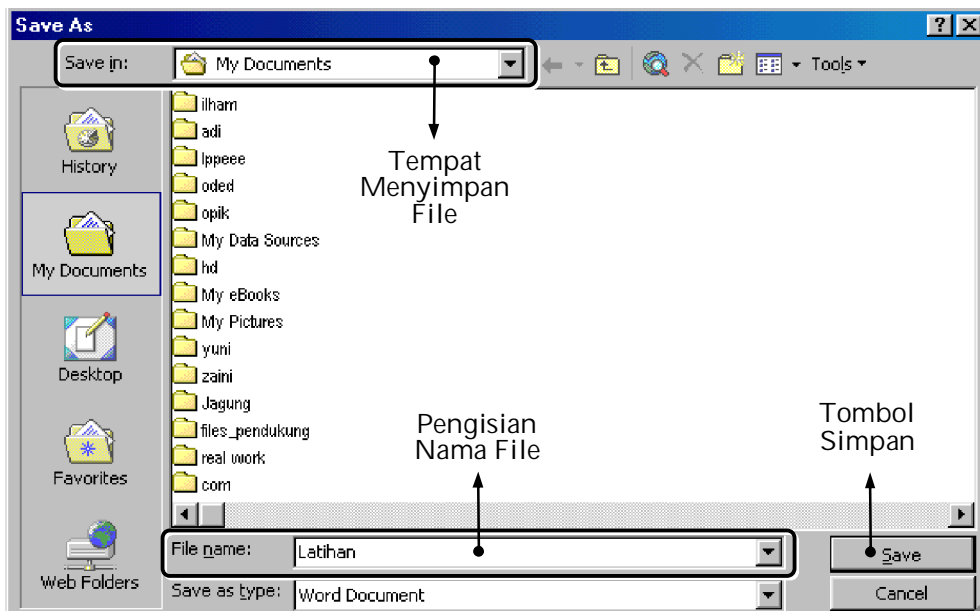 Save As
Save in:
My Documents
Tools
History
My Documents
Desktop
Favorites
Web Folders
ilham
adi
lppeee
oded
opik
My Data Sources
hd
My eBooks
My Pictures
yuni
zaini
Jagung
files_pendukung
real work
com
Tempat
Menyimpan
File
Pengisian
Nama File
Tombol
Simpan
File name:
Latihan
Save
Save as type:
Word Document
Cancel